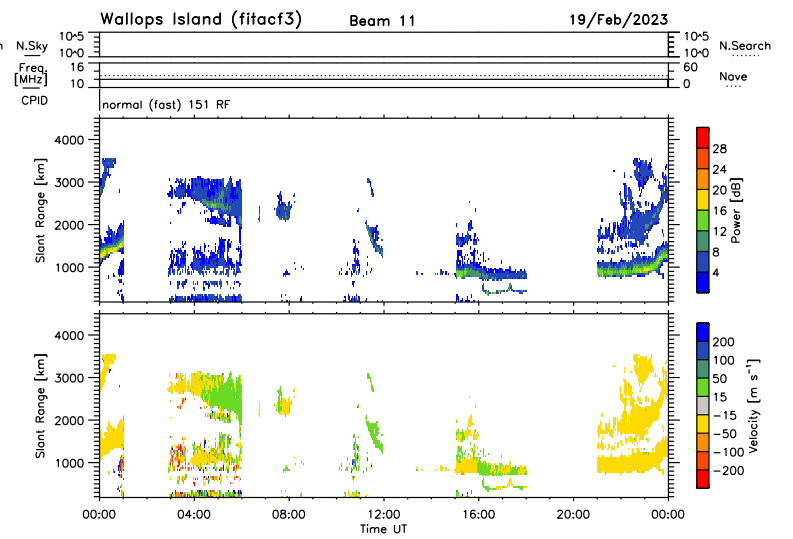 Wallops Island (fitacf3) Beam 11 19/Feb/2023
N.Sky 10^5 10^0 10^5 10^0 N.Search
Freq. [MHz] 16 10 60 0 Nave
CPID normal (fast) 151 RF
Slant Range [km] 4000 3000 2000 1000
Power [dB] 28 24 20 16 12 8 4
Slant Range [km] 4000 3000 2000 1000
Velocity [m s⁻¹] 200 100 50 15 −15 −50 −100 −200
00:00 04:00 08:00 12:00 16:00 20:00 00:00
Time UT